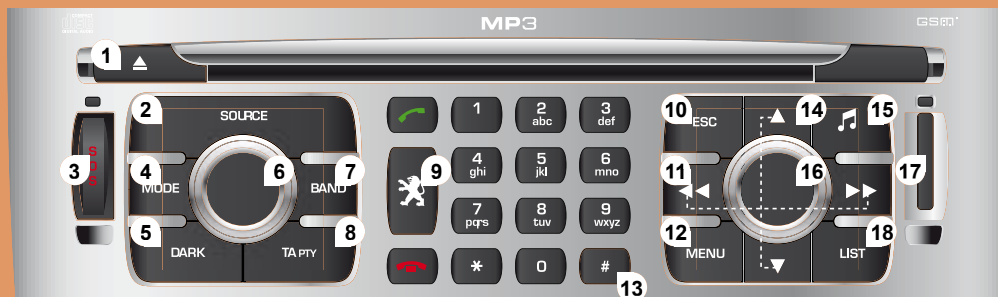 MP3
1
2
SOURCE
3
SOS
4
MODE
5
DARK
6
7
BAND
8
TA PTY
9
1
2
abc
3
def
4
ghi
5
jkl
6
mno
7
pqrs
8
tuv
9
wxyz
*
0
#
10
ESC
11
12
MENU
13
14
15
16
17
18
LIST